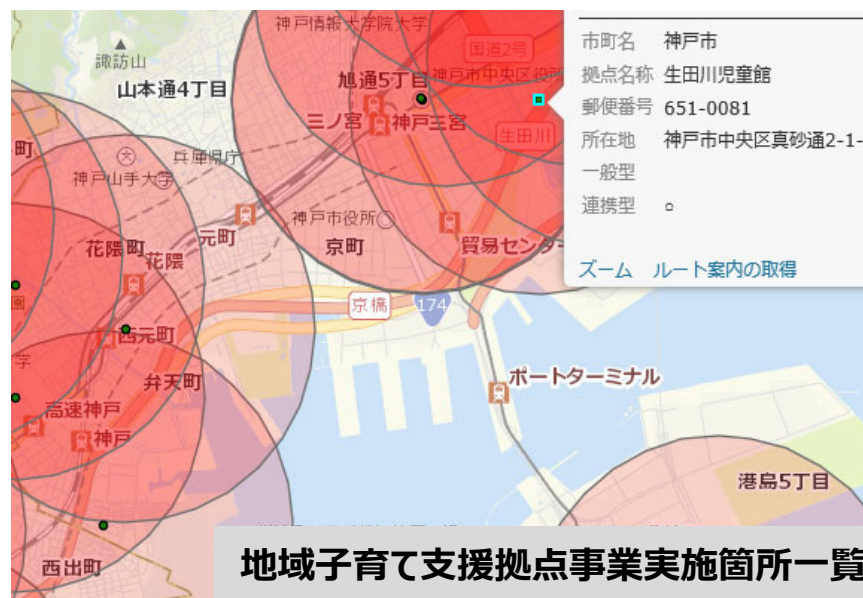 神戸情報大学院大学
国道2号
諏訪山
山本通4丁目
旭通5丁目
神戸市中央区役所
三ノ宮
神戸三宮
生田川
町
兵庫県庁
神戸山手大学
神戸市役所
花隈町
元町
花隈
京町
貿易センター
京橋
174
西元町
弁天町
ポートターミナル
高速神戸
神戸
港島5丁目
西出町
市町名 神戸市
拠点名称 生田川児童館
郵便番号 651-0081
所在地 神戸市中央区真砂通2-1-
一般型
連携型 ○
ズーム ルート案内の取得
地域子育て支援拠点事業実施箇所一覧